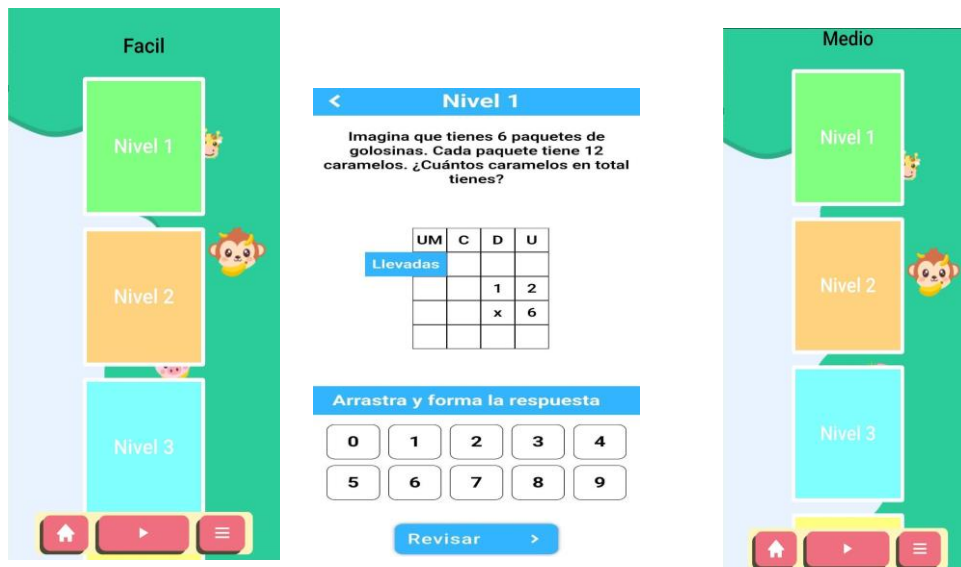 Facil
Nivel 1
Nivel 2
Nivel 3
Nivel 1
Imagina que tienes 6 paquetes de
golosinas. Cada paquete tiene 12
caramelos. ¿Cuántos caramelos en total
tienes?
UM C D U
Llevadas
1 2
x 6
Arrastra y forma la respuesta
0 1 2 3 4
5 6 7 8 9
Revisar >
Medio
Nivel 1
Nivel 2
Nivel 3